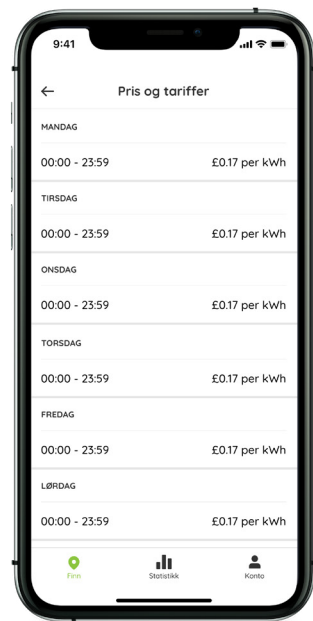 9:41
Pris og tariffer
MANDAG
00:00 - 23:59 £0.17 per kWh
TIRSDAG
00:00 - 23:59 £0.17 per kWh
ONSDAG
00:00 - 23:59 £0.17 per kWh
TORSDAG
00:00 - 23:59 £0.17 per kWh
FREDAG
00:00 - 23:59 £0.17 per kWh
LØRDAG
00:00 - 23:59 £0.17 per kWh
Finn Statistikk Konto